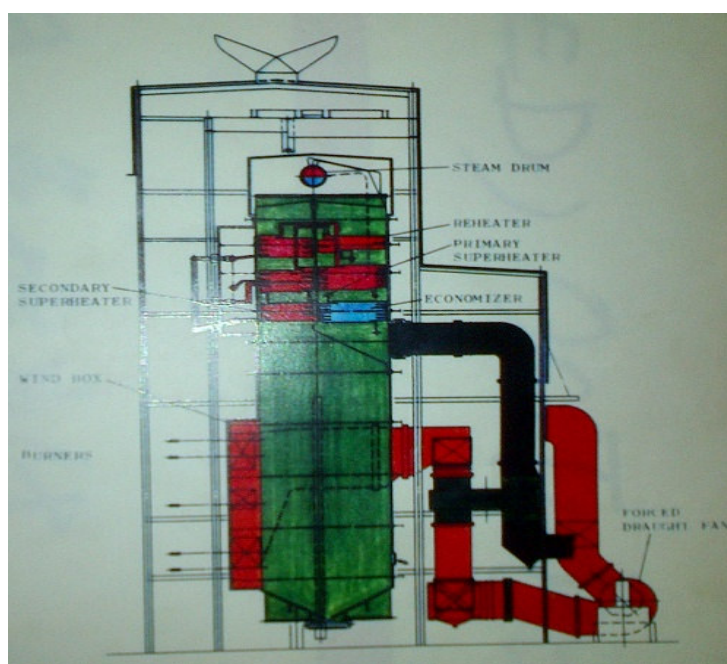 STEAM DRUM
REHEATER
PRIMARY
SUPERHEATER
SECONDARY
SUPERHEATER
ECONOMIZER
WIND BOX
BURNERS
FORCED
DRAUGHT FAN